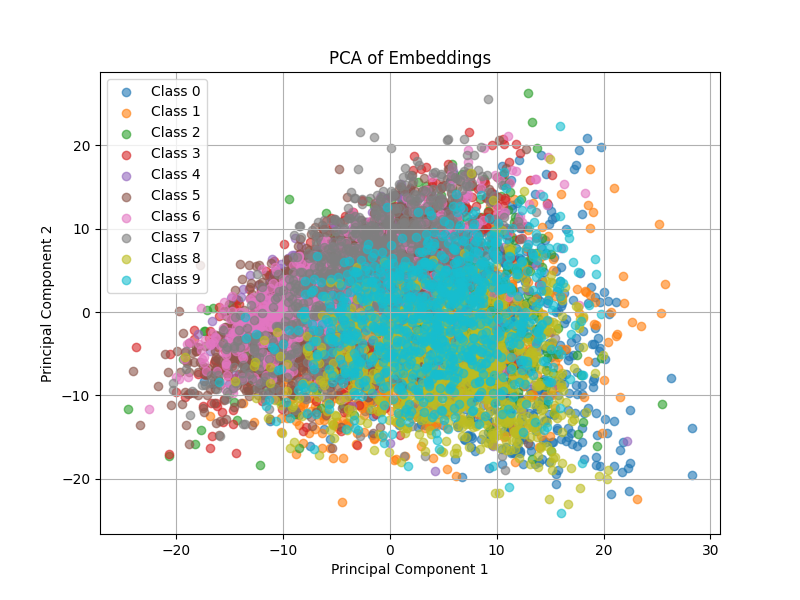 PCA of Embeddings
Class 0
Class 1
Class 2
Class 3
Class 4
Class 5
Class 6
Class 7
Class 8
Class 9
Principal Component 2
20
10
0
−10
−20
−20 −10 0 10 20 30
Principal Component 1